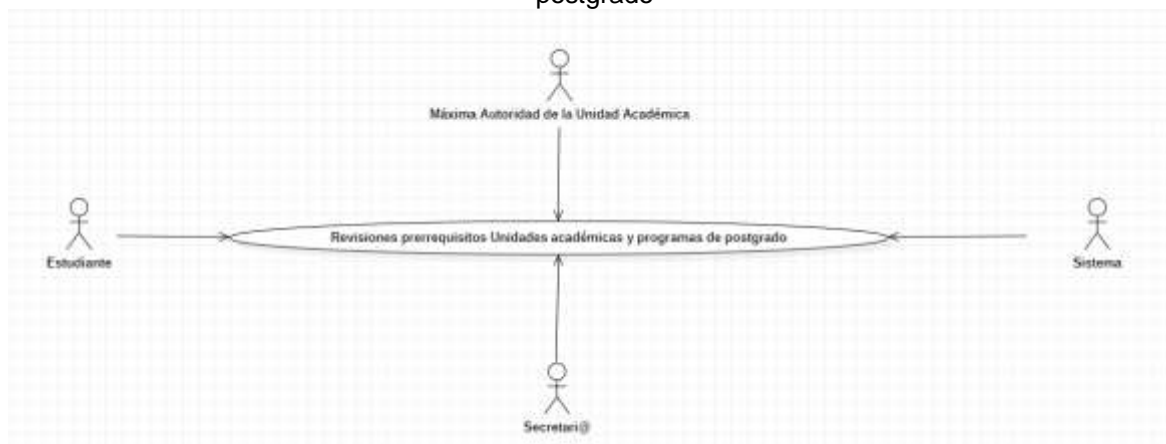 postgrado
Máxima Autoridad de la Unidad Académica
Revisiones prerrequisitos Unidades académicas y programas de postgrado
Estudiante
Sistema
Secretari@